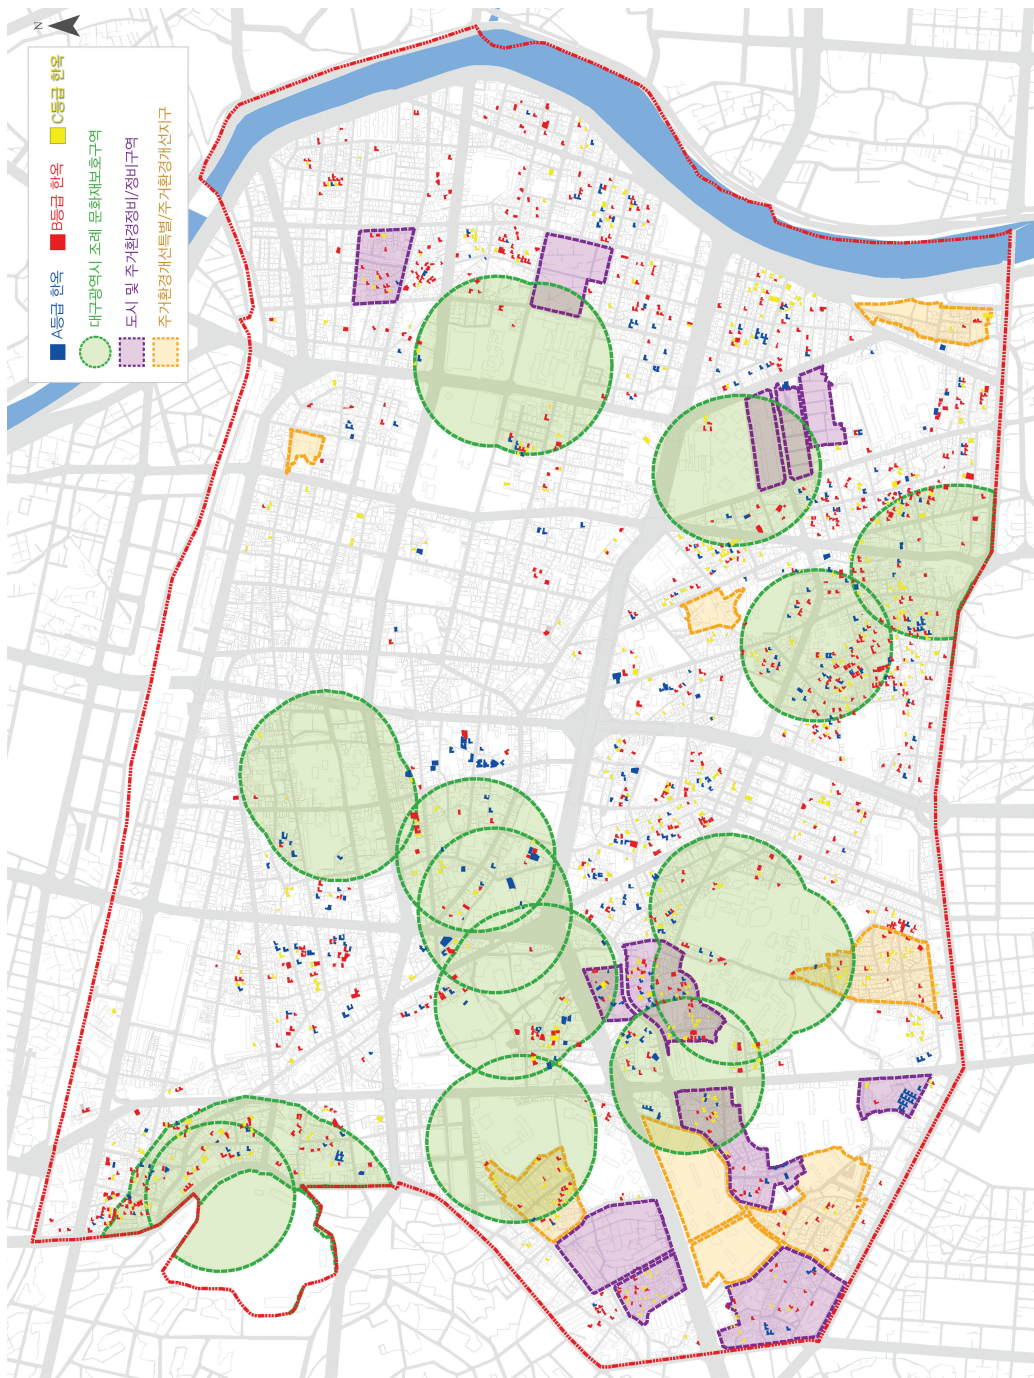 N
A등급 한옥 B등급 한옥 C등급 한옥
대구광역시 조례 문화재보호구역
도시 및 주거환경정비/정비구역
주거환경개선특별/주거환경개선지구